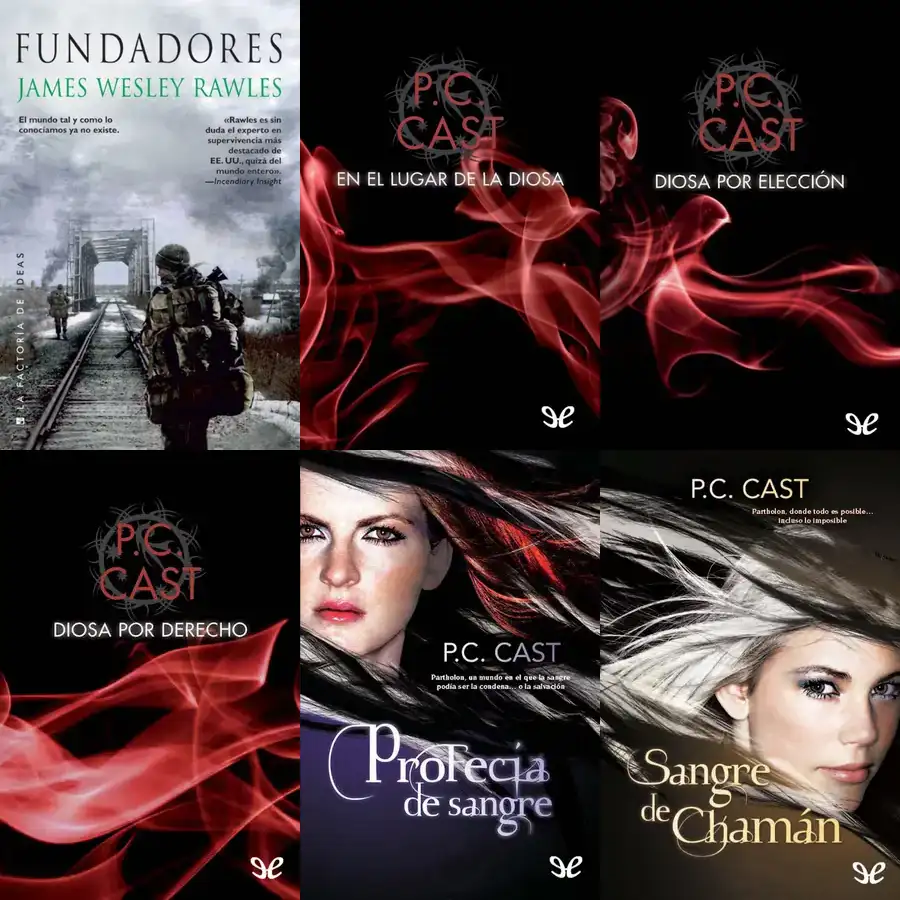 FUNDADORES
JAMES WESLEY RAWLES
El mundo tal y como lo
conocíamos ya no existe.
«Rawles es sin
duda el experto en
supervivencia más
destacado de
EE. UU., quizá del
mundo entero».
—Incendiary Insight
LA FACTORÍA DE IDEAS
P.C.
CAST
EN EL LUGAR DE LA DIOSA
P.C.
CAST
DIOSA POR ELECCIÓN
P.C.
CAST
DIOSA POR DERECHO
P.C. CAST
Partholon, un mundo en el que la sangre
podía ser la condena... o la salvación
Profecía
de sangre
P.C. CAST
Partholon, donde todo es posible...
incluso lo imposible
Sangre
de Chamán